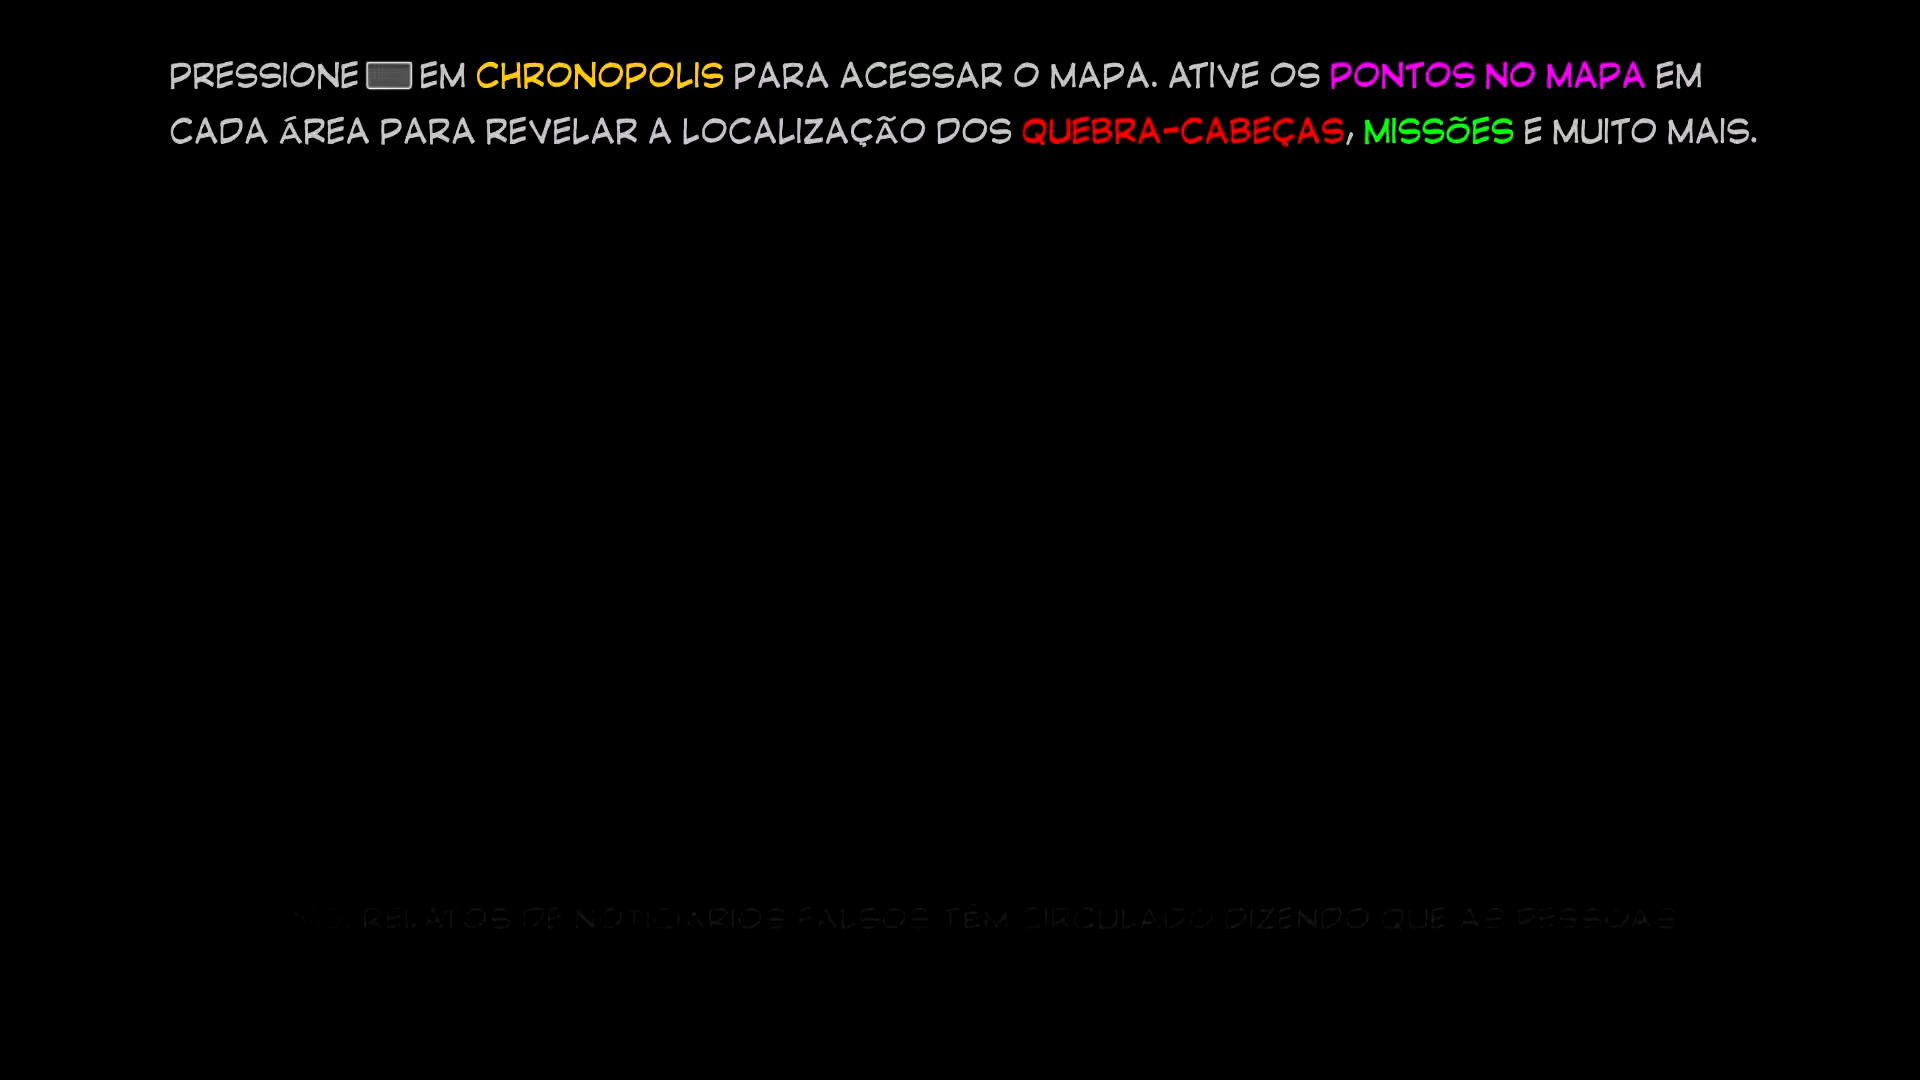 PRESSIONE EM CHRONOPOLIS PARA ACESSAR O MAPA. ATIVE OS PONTOS NO MAPA EM
CADA ÁREA PARA REVELAR A LOCALIZAÇÃO DOS QUEBRA-CABEÇAS, MISSÕES E MUITO MAIS.
RELATOS DE NOTICIÁRIOS FALSOS TÊM CIRCULADO DIZENDO QUE AS PESSOAS